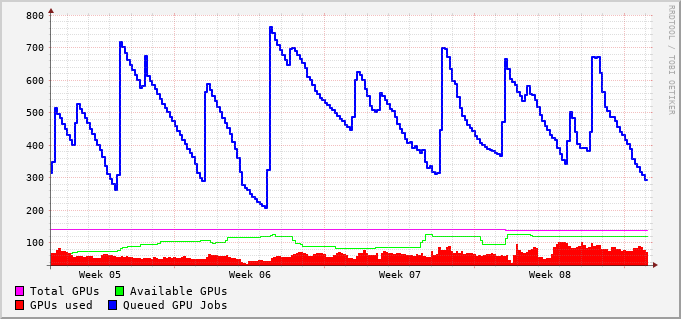 800
700
600
500
400
300
200
100
Week 05 Week 06 Week 07 Week 08
Total GPUs Available GPUs
GPUs used Queued GPU Jobs
RRDTOOL / TOBI OETIKER